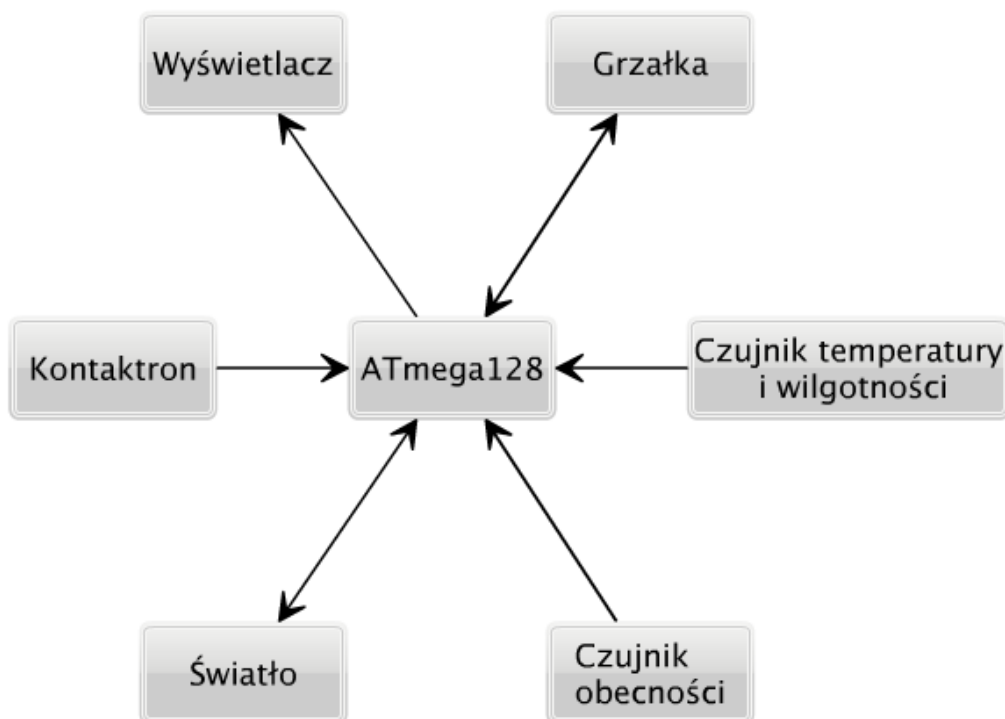 Wyświetlacz
Grzałka
Kontaktron
ATmega128
Czujnik temperatury
i wilgotności
Światło
Czujnik
obecności